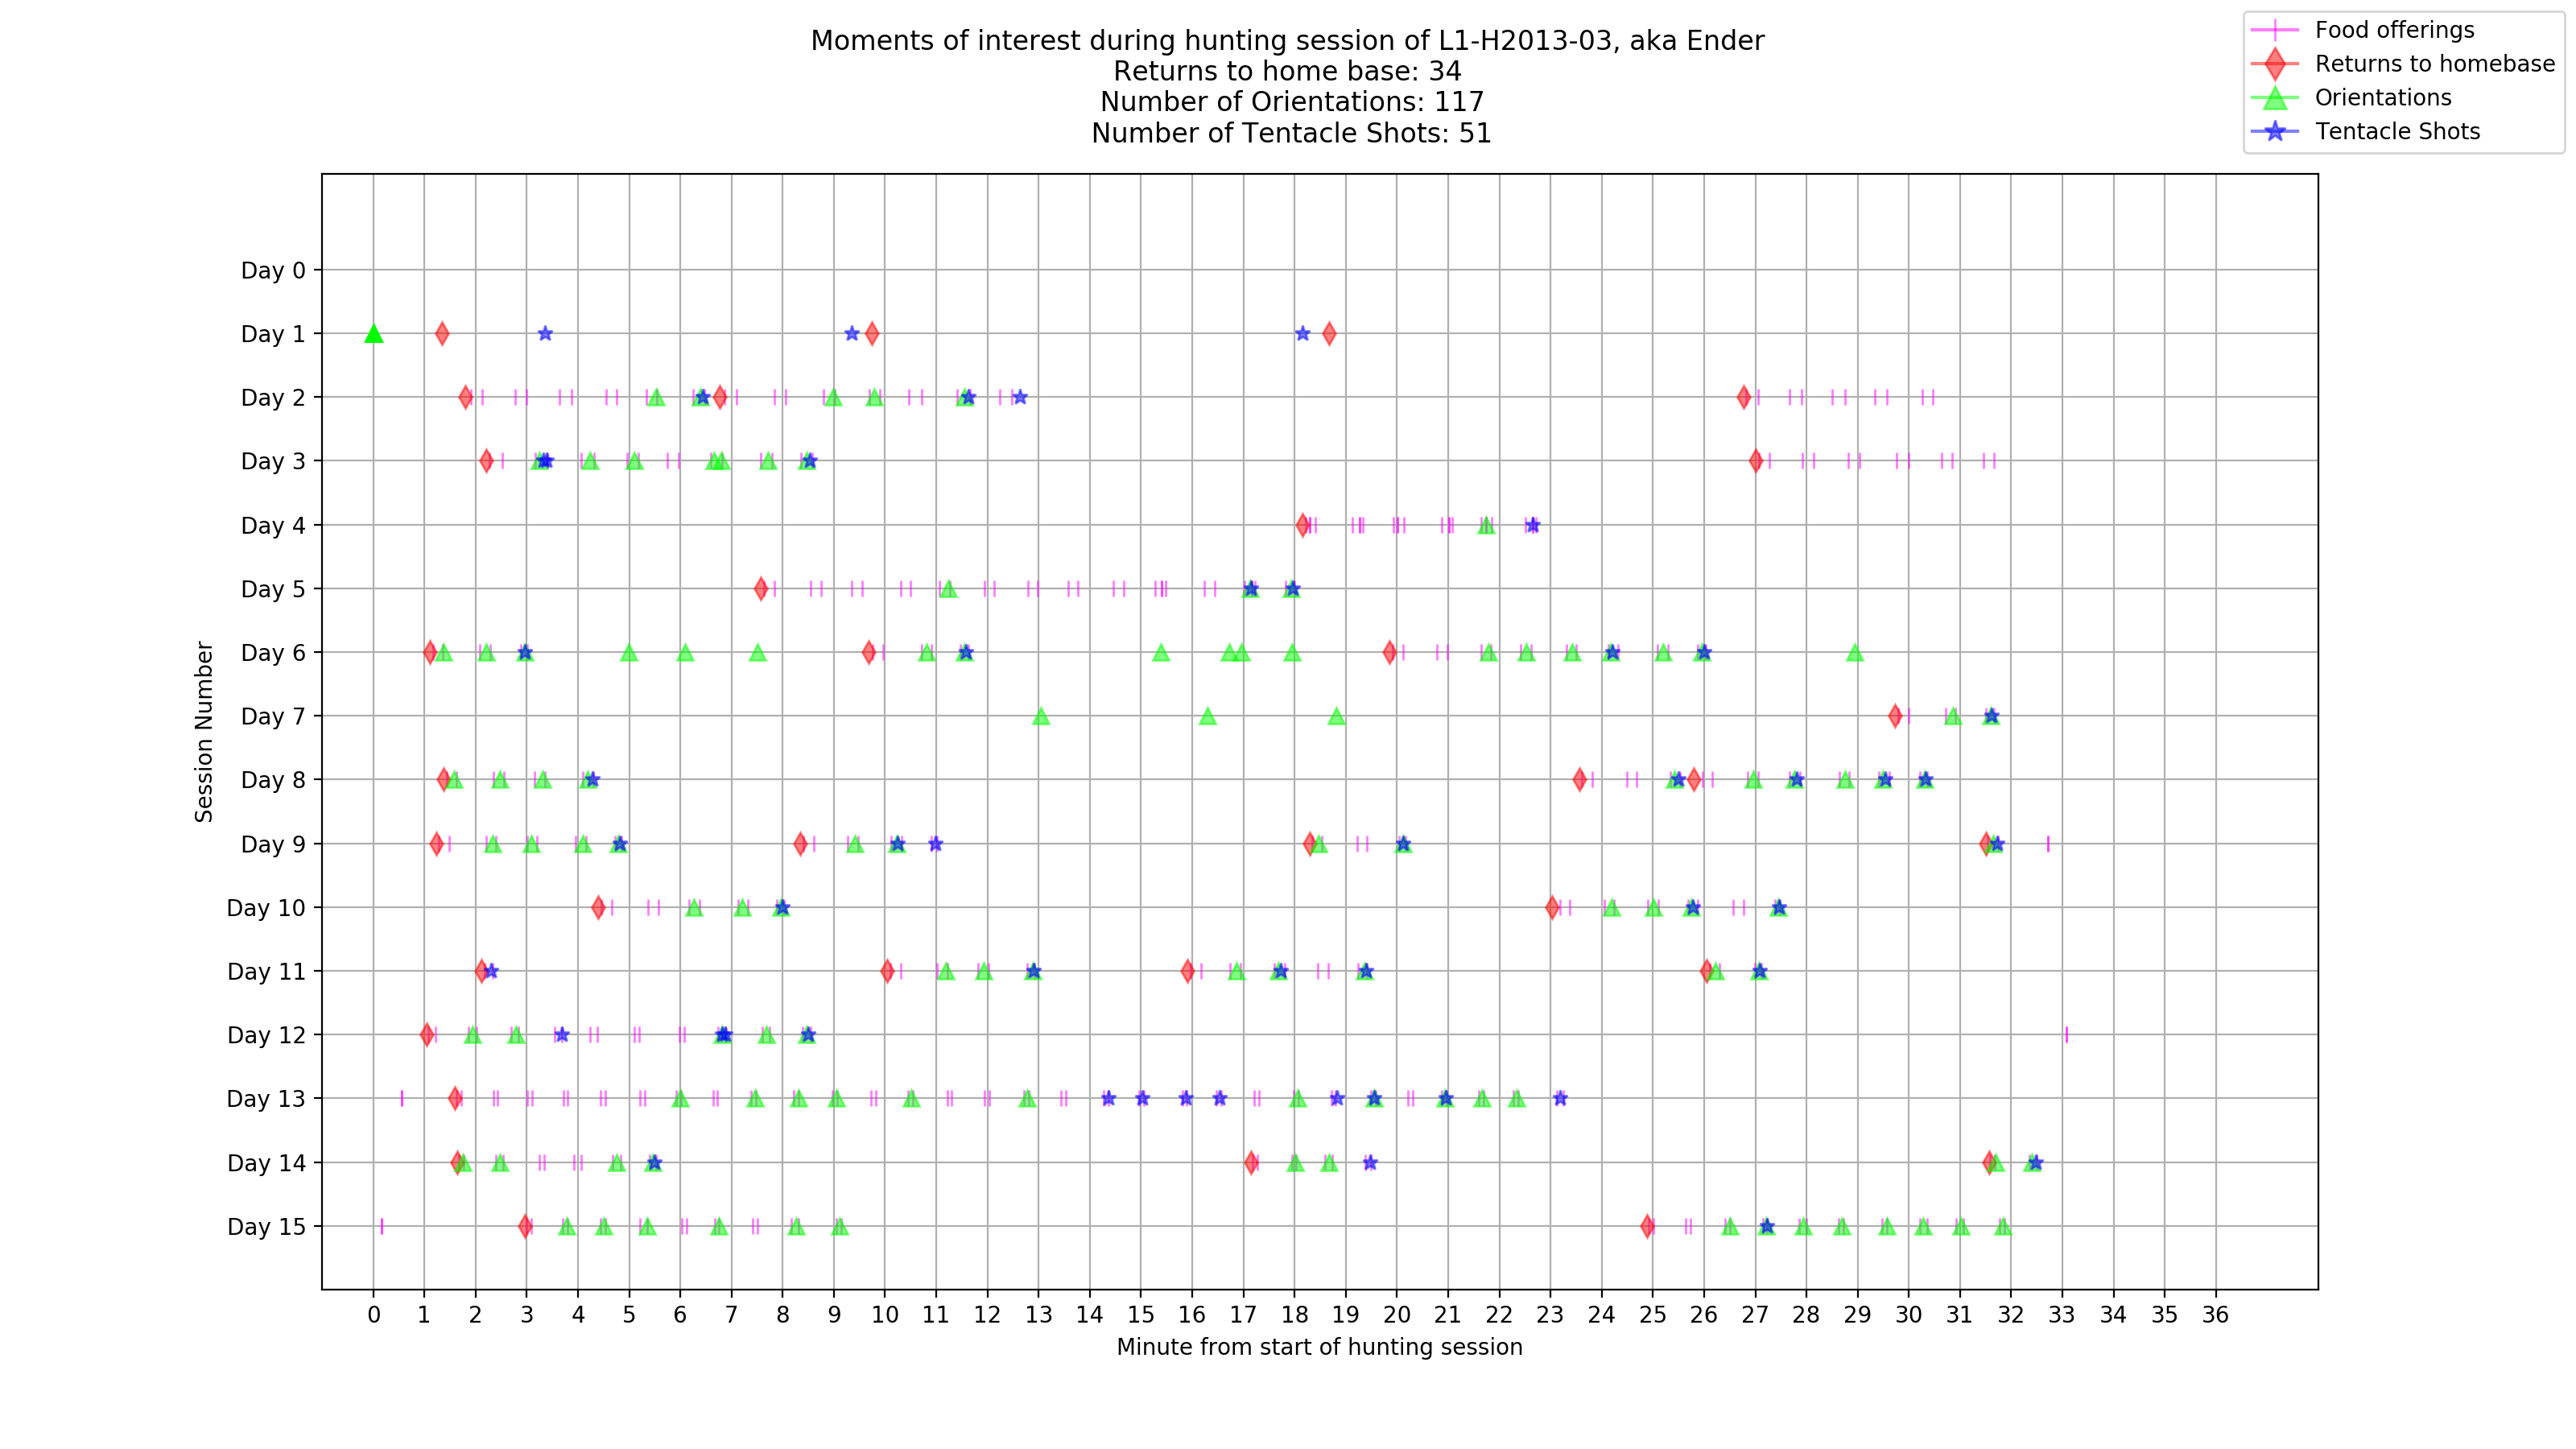 Moments of interest during hunting session of L1-H2013-03, aka Ender
Returns to home base: 34
Number of Orientations: 117
Number of Tentacle Shots: 51
Food offerings
Returns to homebase
Orientations
Tentacle Shots
Session Number
Day 0
Day 1
Day 2
Day 3
Day 4
Day 5
Day 6
Day 7
Day 8
Day 9
Day 10
Day 11
Day 12
Day 13
Day 14
Day 15
0 1 2 3 4 5 6 7 8 9 10 11 12 13 14 15 16 17 18 19 20 21 22 23 24 25 26 27 28 29 30 31 32 33 34 35 36
Minute from start of hunting session